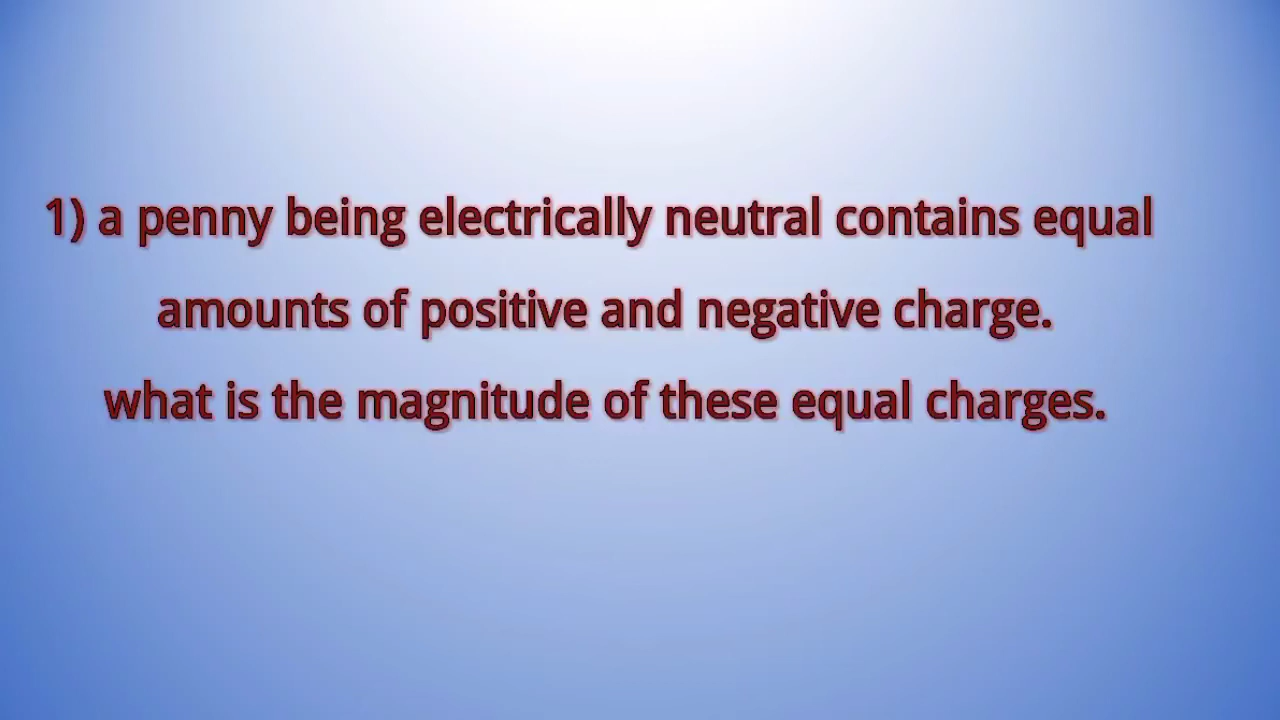 1) a penny being electrically neutral contains equal
amounts of positive and negative charge.
what is the magnitude of these equal charges.